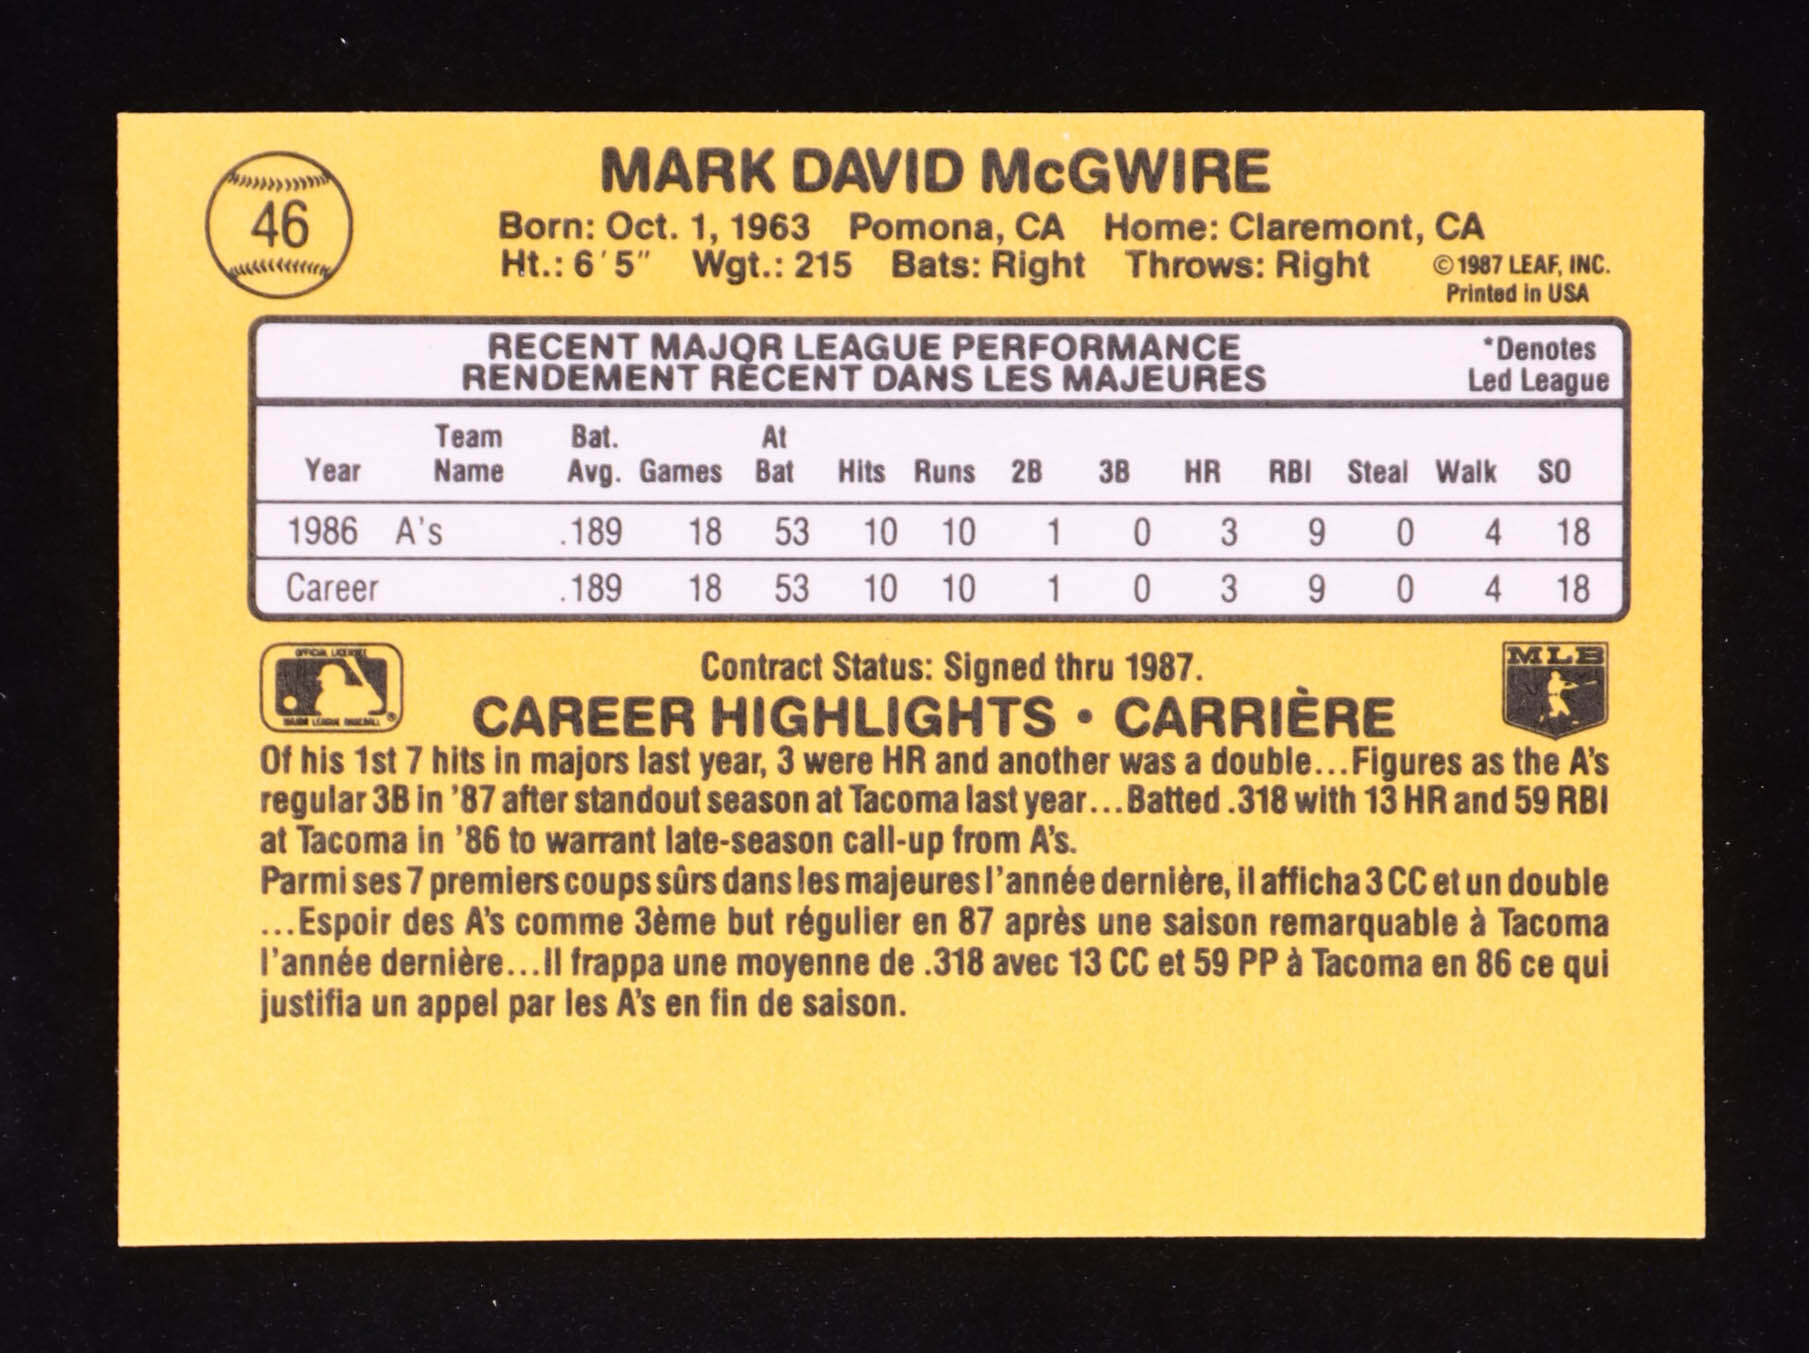 46
MARK DAVID McGWIRE
Born: Oct. 1, 1963 Pomona, CA Home: Claremont, CA
Ht.: 6'5" Wgt.: 215 Bats: Right Throws: Right
©1987 LEAF, INC.
Printed in USA
RECENT MAJOR LEAGUE PERFORMANCE
RENDEMENT RÉCENT DANS LES MAJEURES
*Denotes
Led League
Year Team Name Bat. Avg. Games At Bat Hits Runs 2B 3B HR RBI Steal Walk SO
1986 A's .189 18 53 10 10 1 0 3 9 0 4 18
Career .189 18 53 10 10 1 0 3 9 0 4 18
OFFICIAL LICENSEE
MAJOR LEAGUE BASEBALL ®
Contract Status: Signed thru 1987.
MLB
CAREER HIGHLIGHTS • CARRIÈRE
Of his 1st 7 hits in majors last year, 3 were HR and another was a double...Figures as the A's
regular 3B in '87 after standout season at Tacoma last year...Batted .318 with 13 HR and 59 RBI
at Tacoma in '86 to warrant late-season call-up from A's.
Parmi ses 7 premiers coups sûrs dans les majeures l'année dernière, il afficha 3 CC et un double
...Espoir des A's comme 3ème but régulier en 87 après une saison remarquable à Tacoma
l'année dernière...Il frappa une moyenne de .318 avec 13 CC et 59 PP à Tacoma en 86 ce qui
justifia un appel par les A's en fin de saison.